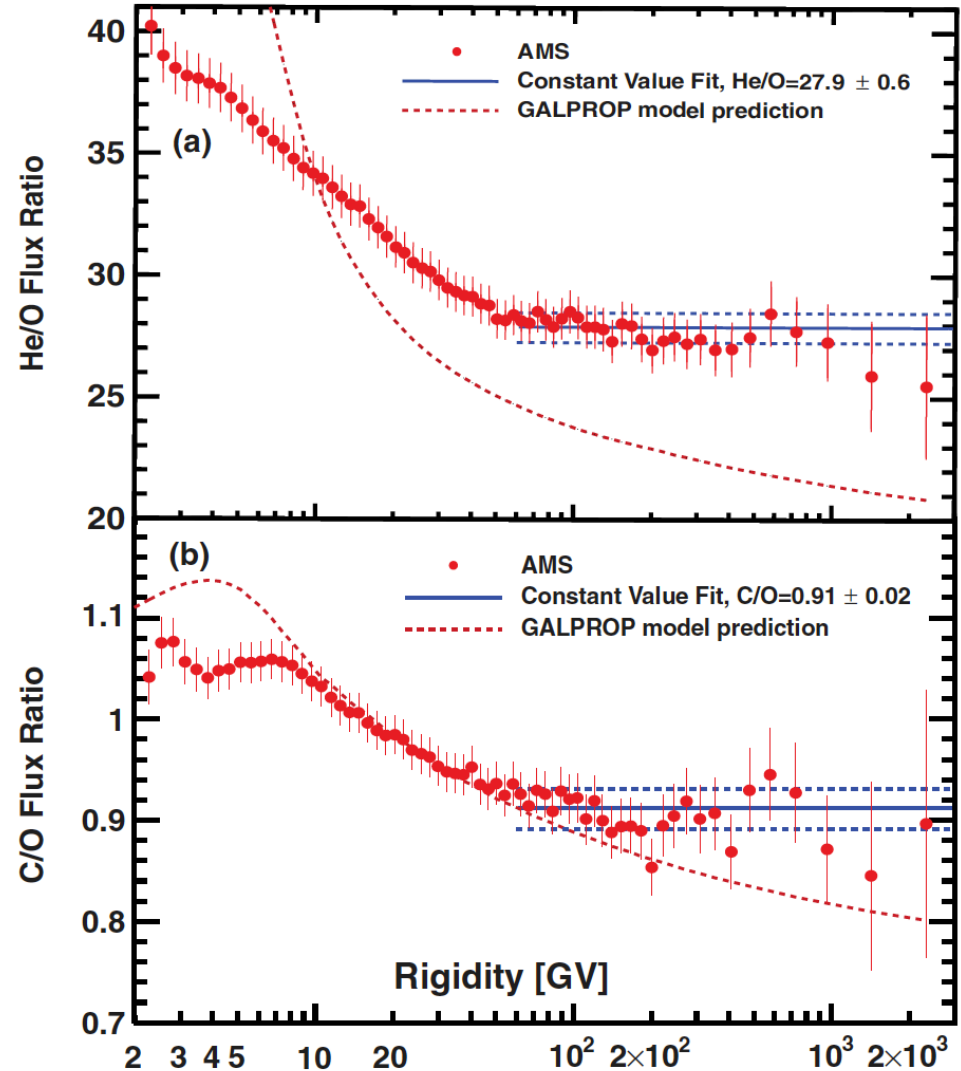 40
35
30
25
20
He/O Flux Ratio
(a)
AMS
Constant Value Fit, He/O=27.9 ± 0.6
GALPROP model prediction
1.1
1
0.9
0.8
0.7
C/O Flux Ratio
(b)
AMS
Constant Value Fit, C/O=0.91 ± 0.02
GALPROP model prediction
Rigidity [GV]
2 3 4 5 10 20 10² 2×10² 10³ 2×10³